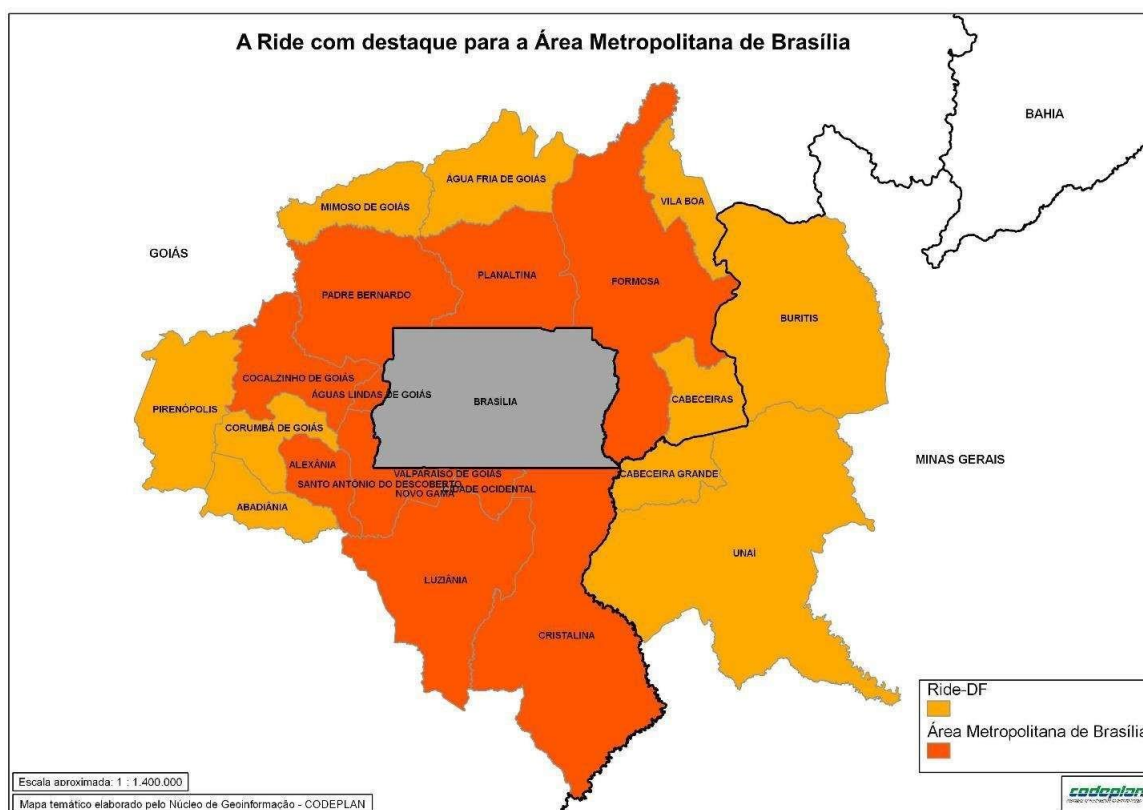 A Ride com destaque para a Área Metropolitana de Brasília
BAHIA
ÁGUA FRIA DE GOIÁS
VILA BOA
MIMOSO DE GOIÁS
GOIÁS
PLANALTINA
FORMOSA
PADRE BERNARDO
BURITIS
COCALZINHO DE GOIÁS
ÁGUAS LINDAS DE GOIÁS
BRASÍLIA
CABECEIRAS
PIRENÓPOLIS
CORUMBÁ DE GOIÁS
MINAS GERAIS
ALEXÂNIA
VALPARAÍSO DE GOIÁS
CABECEIRA GRANDE
SANTO ANTÔNIO DO DESCOBERTO
CIDADE OCIDENTAL
NOVO GAMA
ABADIÂNIA
UNAÍ
LUZIÂNIA
CRISTALINA
Ride-DF
Área Metropolitana de Brasília
Escala aproximada: 1 : 1.400.000
Mapa temático elaborado pelo Núcleo de Geoinformação - CODEPLAN
codeplan